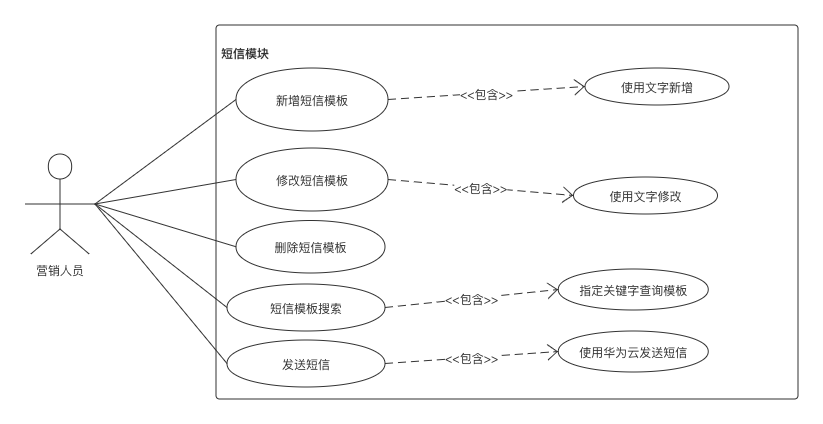 短信模块
新增短信模板
<<包含>>
使用文字新增
修改短信模板
<<包含>>
使用文字修改
删除短信模板
营销人员
短信模板搜索
<<包含>>
指定关键字查询模板
发送短信
<<包含>>
使用华为云发送短信